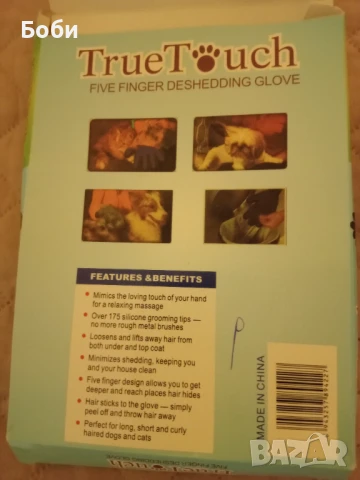 Боби
TrueTouch
FIVE FINGER DESHEDDING GLOVE
FEATURES &BENEFITS
• Mimics the loving touch of your hand
for a relaxing massage
• Over 175 silicone grooming tips —
no more rough metal brushes
• Loosens and lifts away hair from
both under and top coat
• Minimizes shedding, keeping you
and your house clean
• Five finger design allows you to get
deeper and reach places hair hides
• Hair sticks to the glove — simply
peel off and throw hair away
• Perfect for long, short and curly
haired dogs and cats
MADE IN CHINA
BAZAR